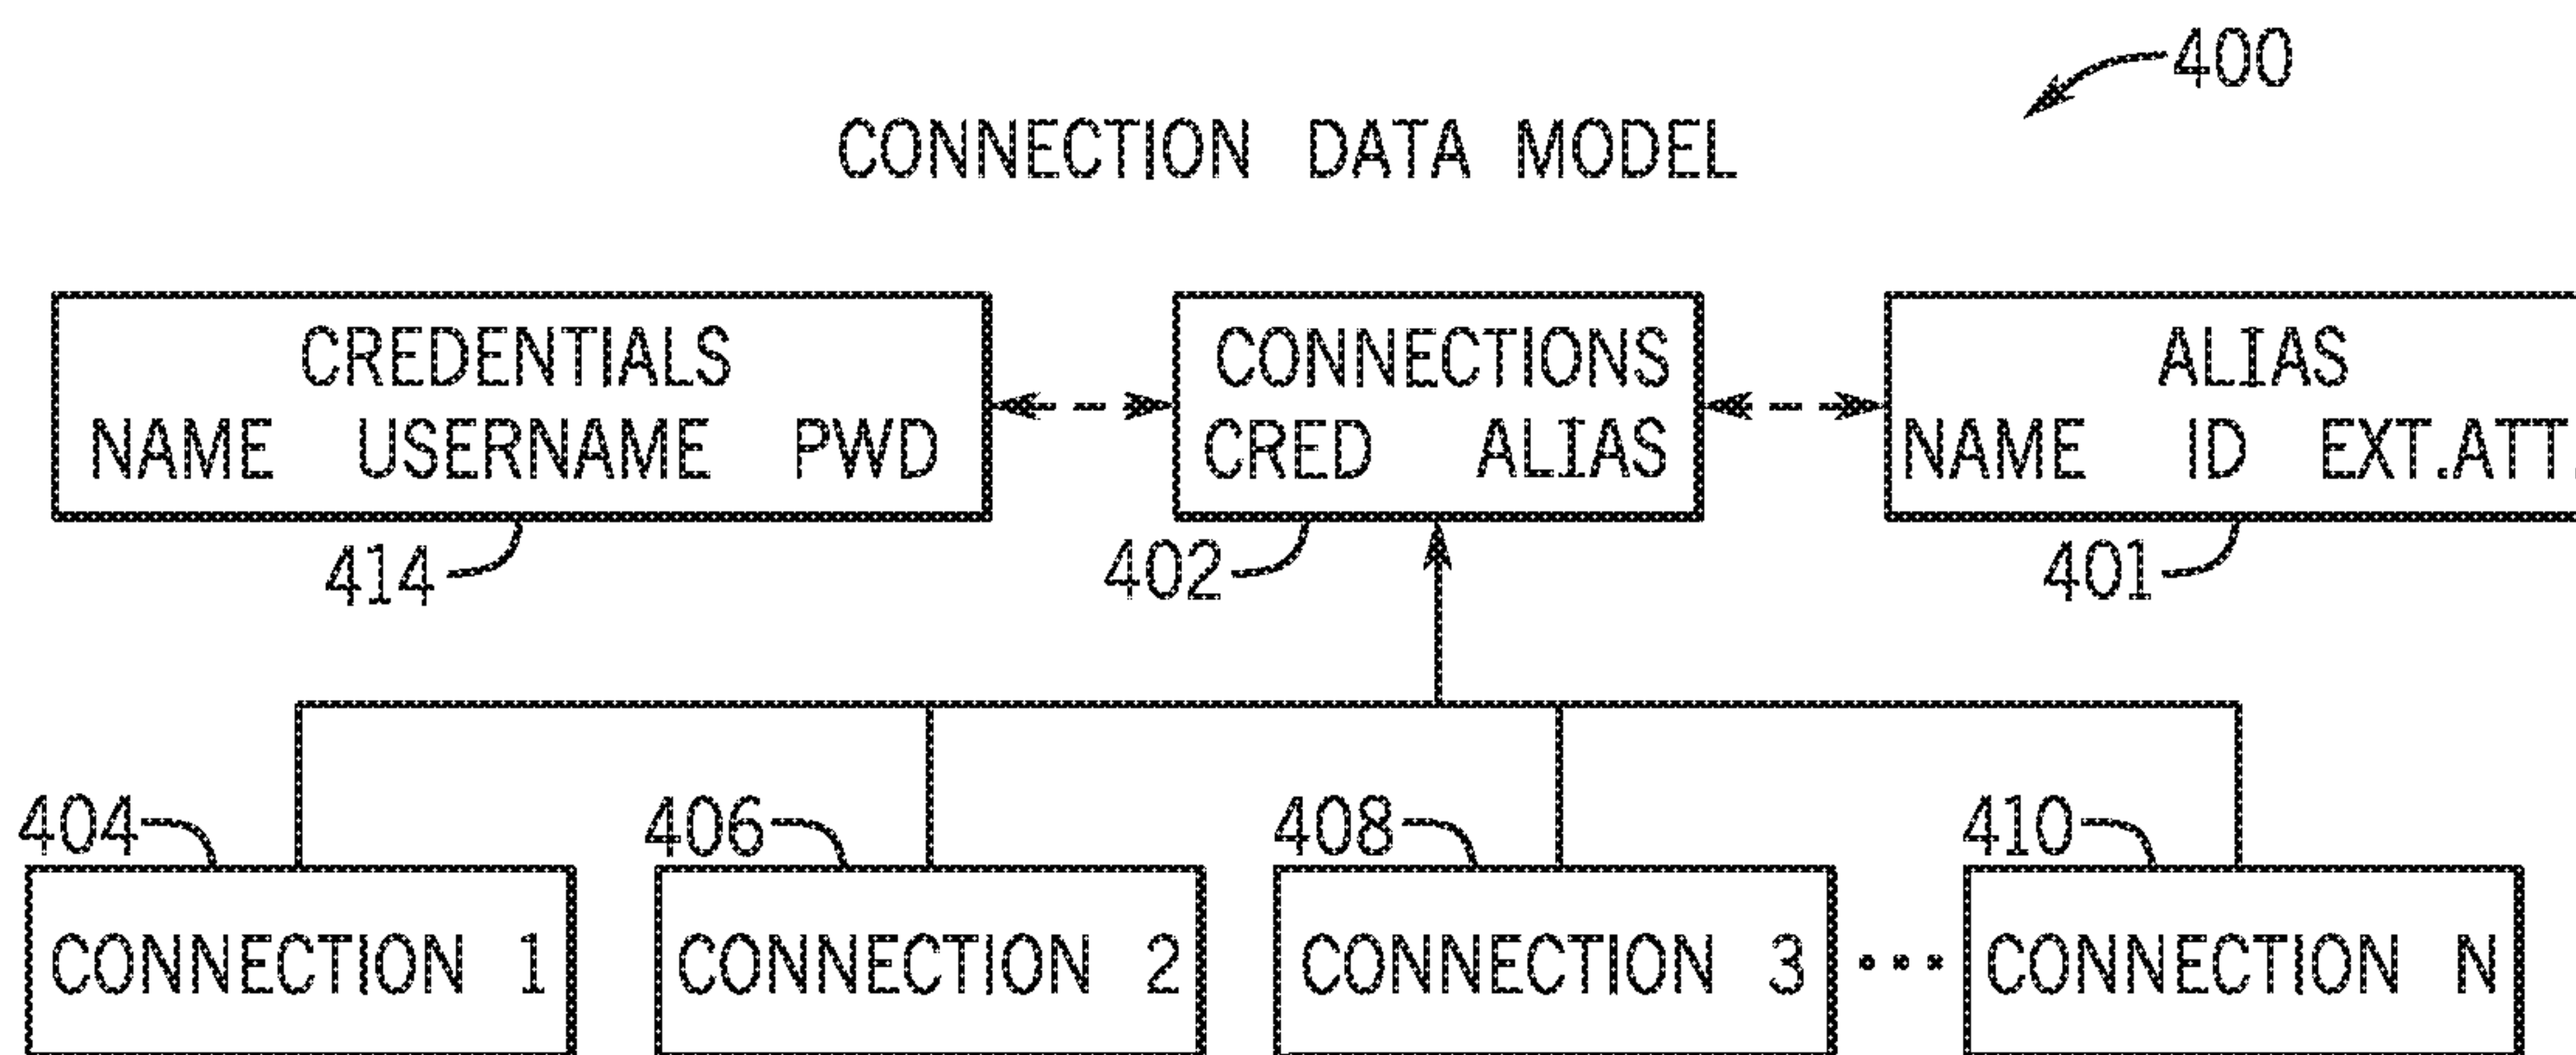 400
CONNECTION DATA MODEL
CREDENTIALS
NAME USERNAME PWD
CONNECTIONS
CRED ALIAS
ALIAS
NAME ID EXT.ATT.
414
402
401
404
406
408
410
CONNECTION 1
CONNECTION 2
CONNECTION 3
...
CONNECTION N